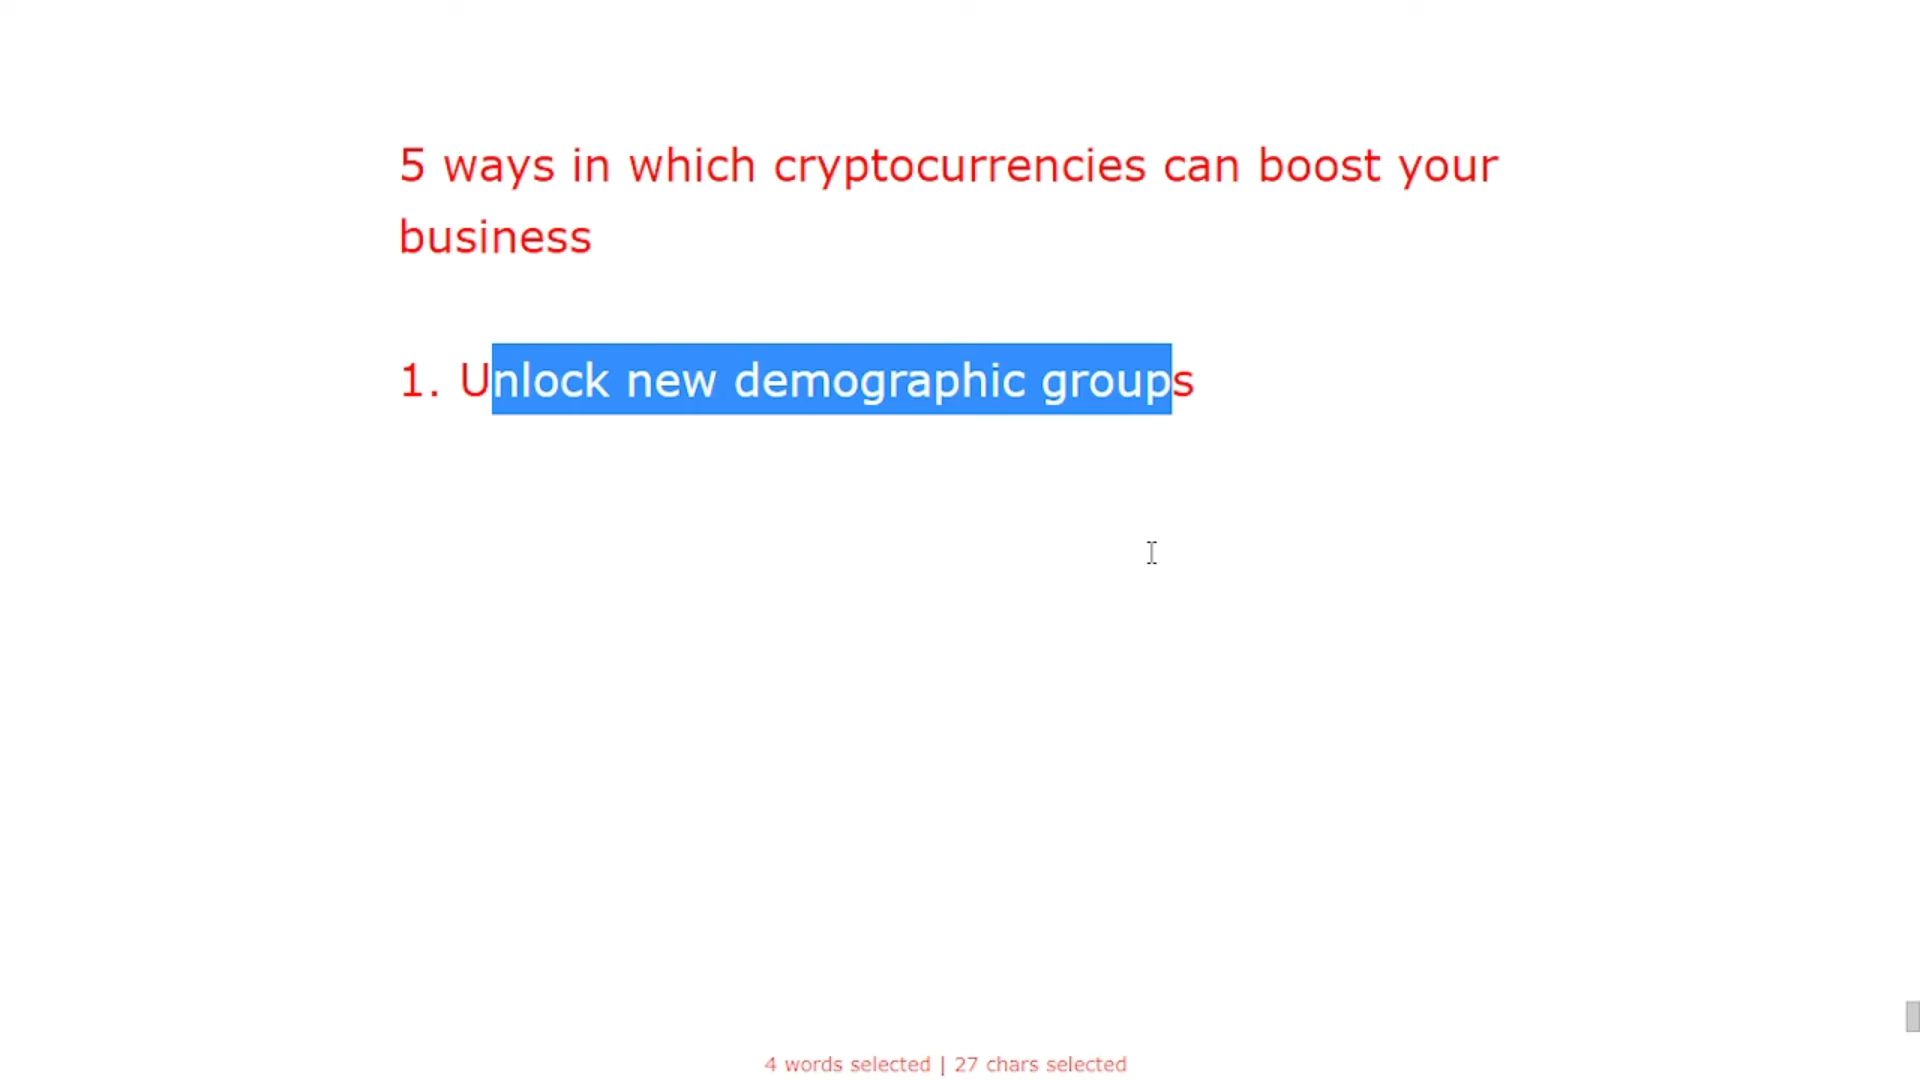 5 ways in which cryptocurrencies can boost your
business
1. Unlock new demographic groups
4 words selected | 27 chars selected